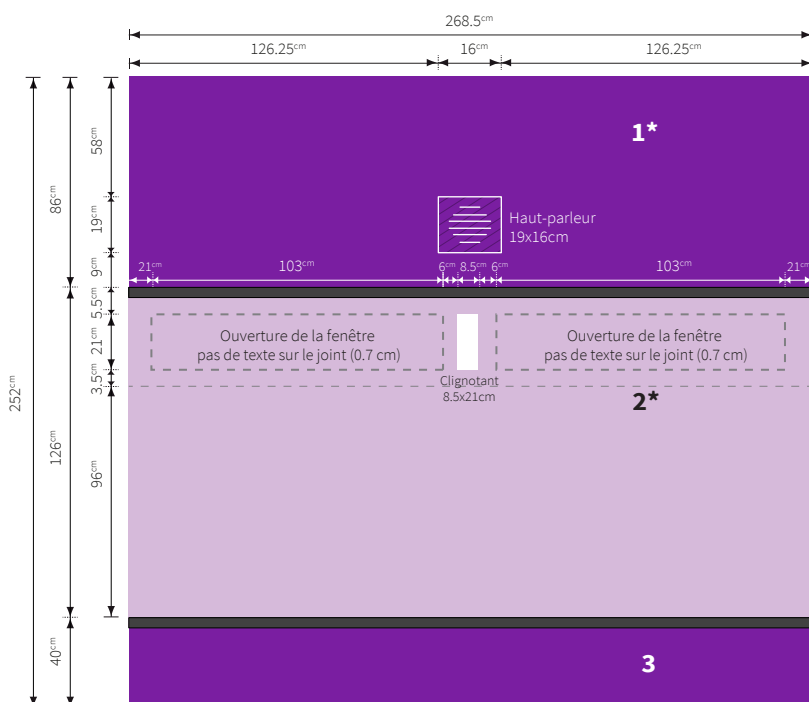 268.5cm
126.25cm 16cm 126.25cm
1*
58cm
86cm
19cm
Haut-parleur
19x16cm
9cm
21cm 103cm 6cm 8.5cm 6cm 103cm 21cm
5.5cm
21cm
Ouverture de la fenêtre
pas de texte sur le joint (0.7 cm)
Ouverture de la fenêtre
pas de texte sur le joint (0.7 cm)
3.5cm
Clignotant
8.5x21cm
2*
252cm
126cm
96cm
40cm
3